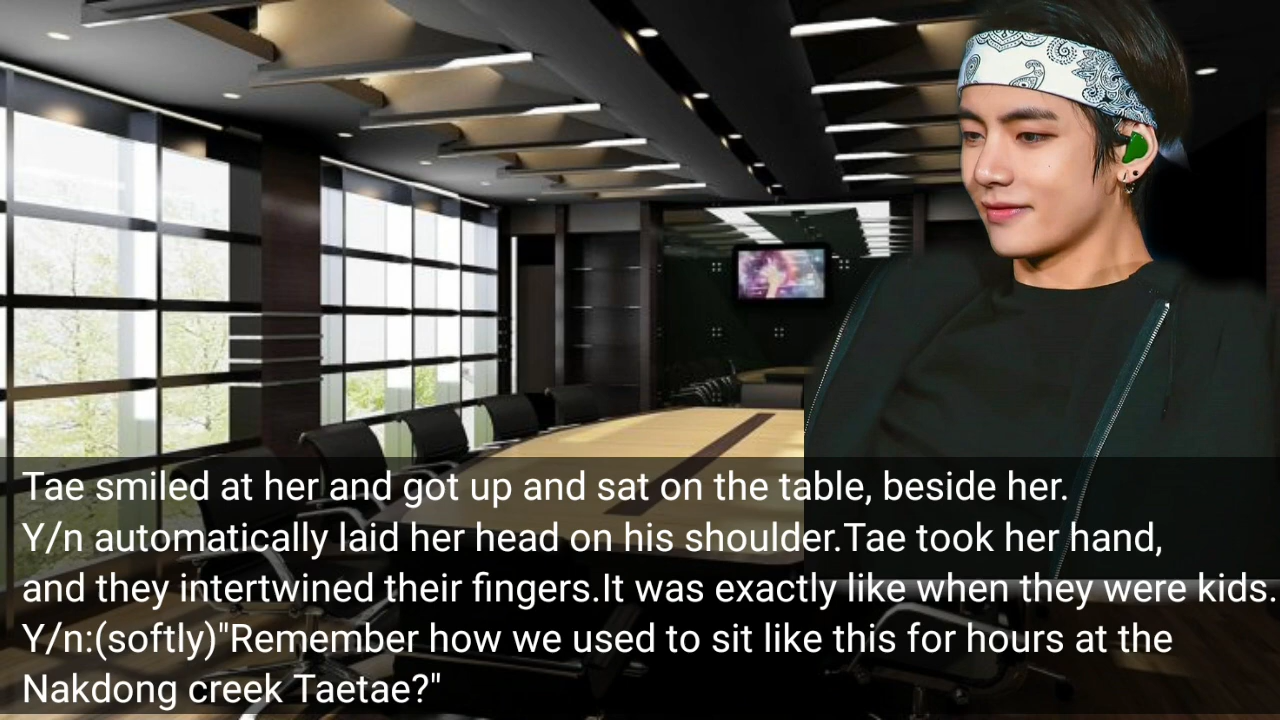 Tae smiled at her and got up and sat on the table, beside her.
Y/n automatically laid her head on his shoulder.Tae took her hand,
and they intertwined their fingers.It was exactly like when they were kids.
Y/n:(softly)"Remember how we used to sit like this for hours at the
Nakdong creek Taetae?"